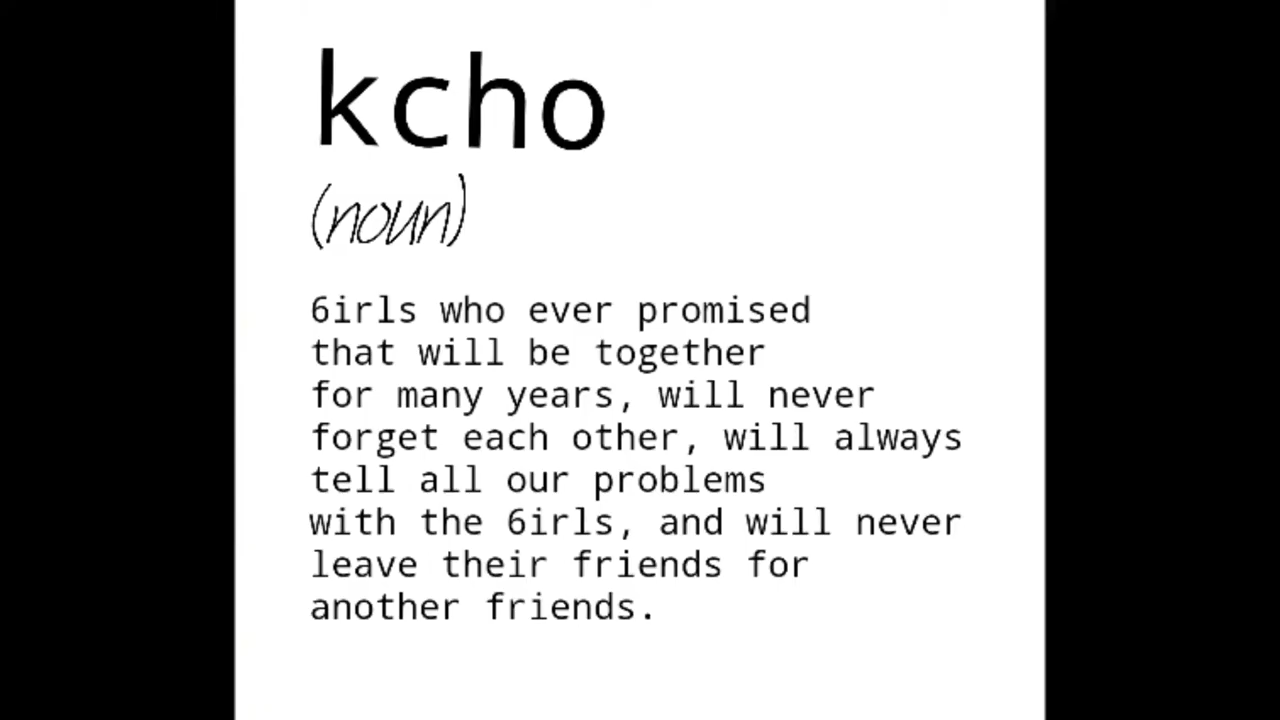 kcho
(noun)
6irls who ever promised
that will be together
for many years, will never
forget each other, will always
tell all our problems
with the 6irls, and will never
leave their friends for
another friends.